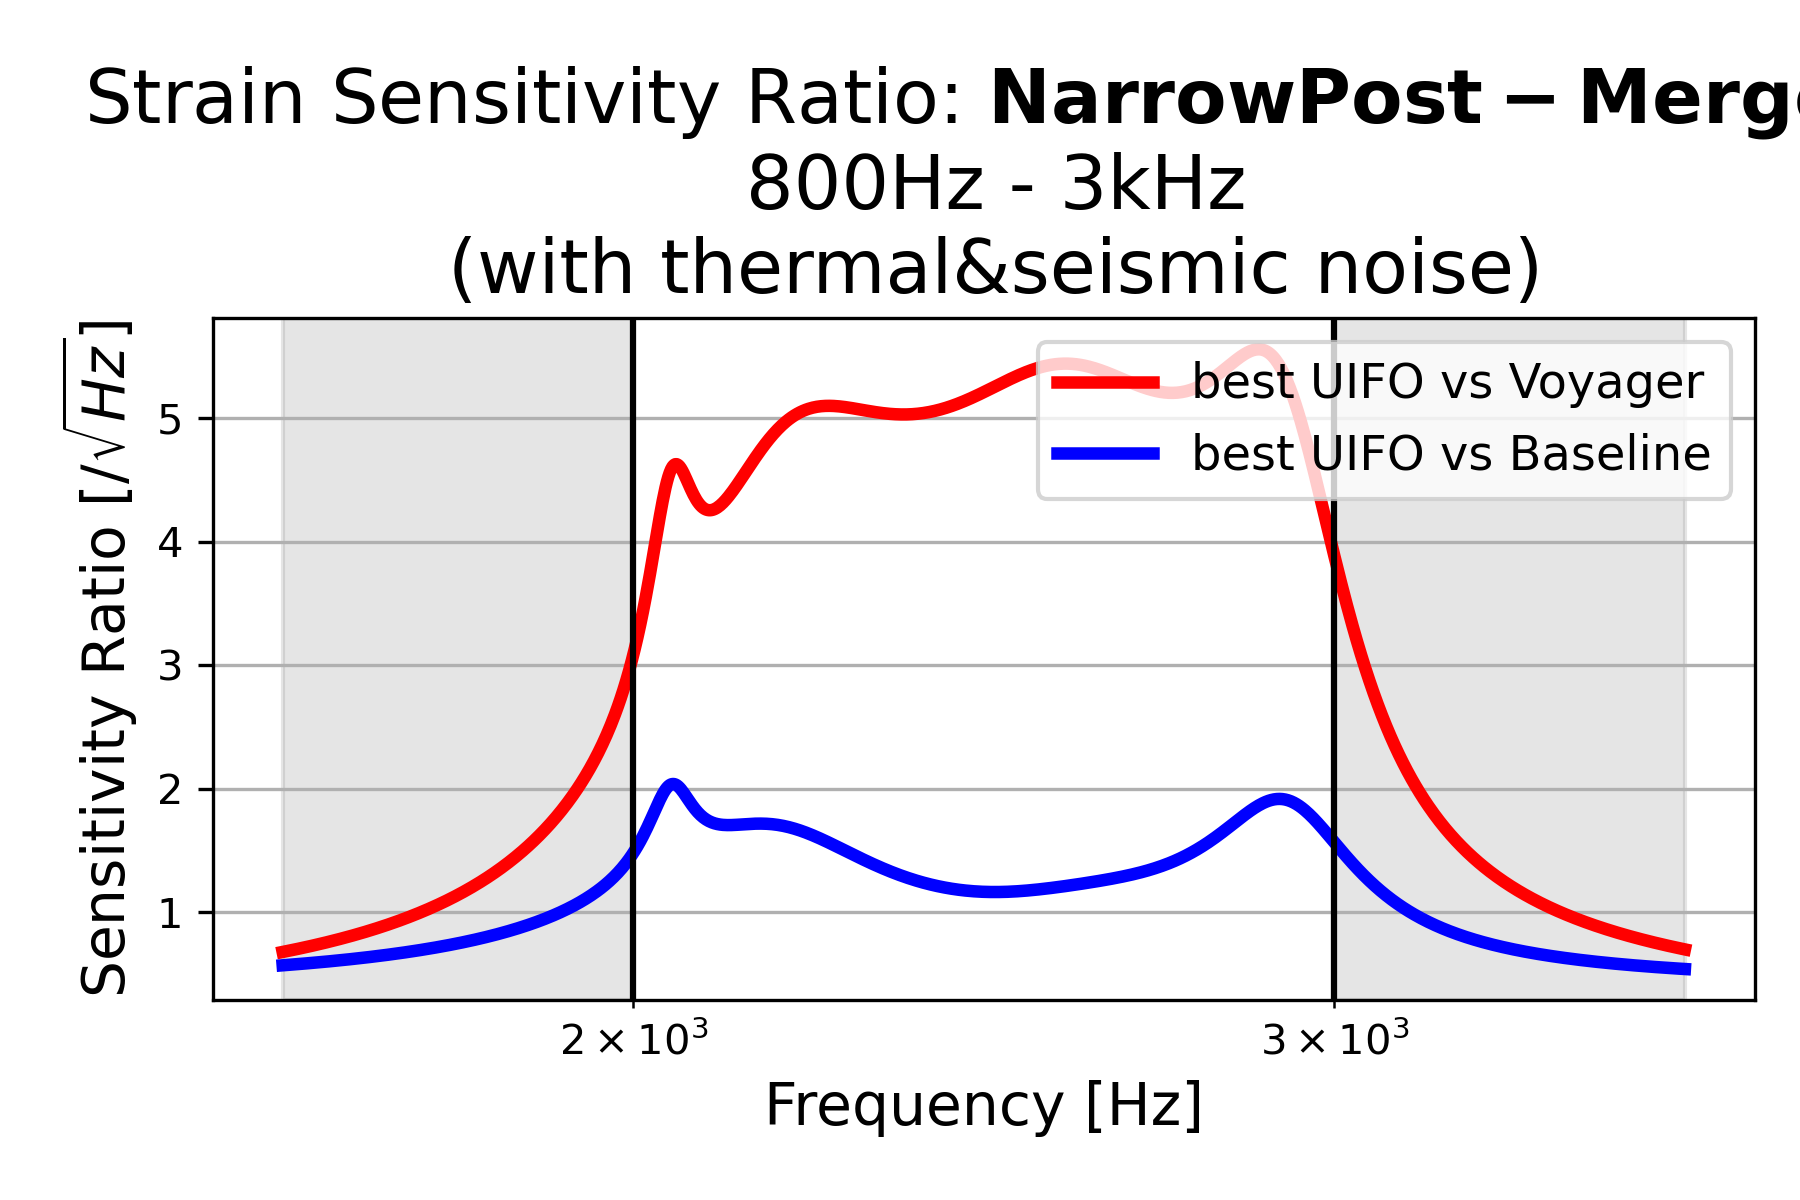 Strain Sensitivity Ratio: NarrowPost − Merge
800Hz - 3kHz
(with thermal&seismic noise)
Sensitivity Ratio [/√Hz]
5
4
3
2
1
best UIFO vs Voyager
best UIFO vs Baseline
2 × 10³
3 × 10³
Frequency [Hz]